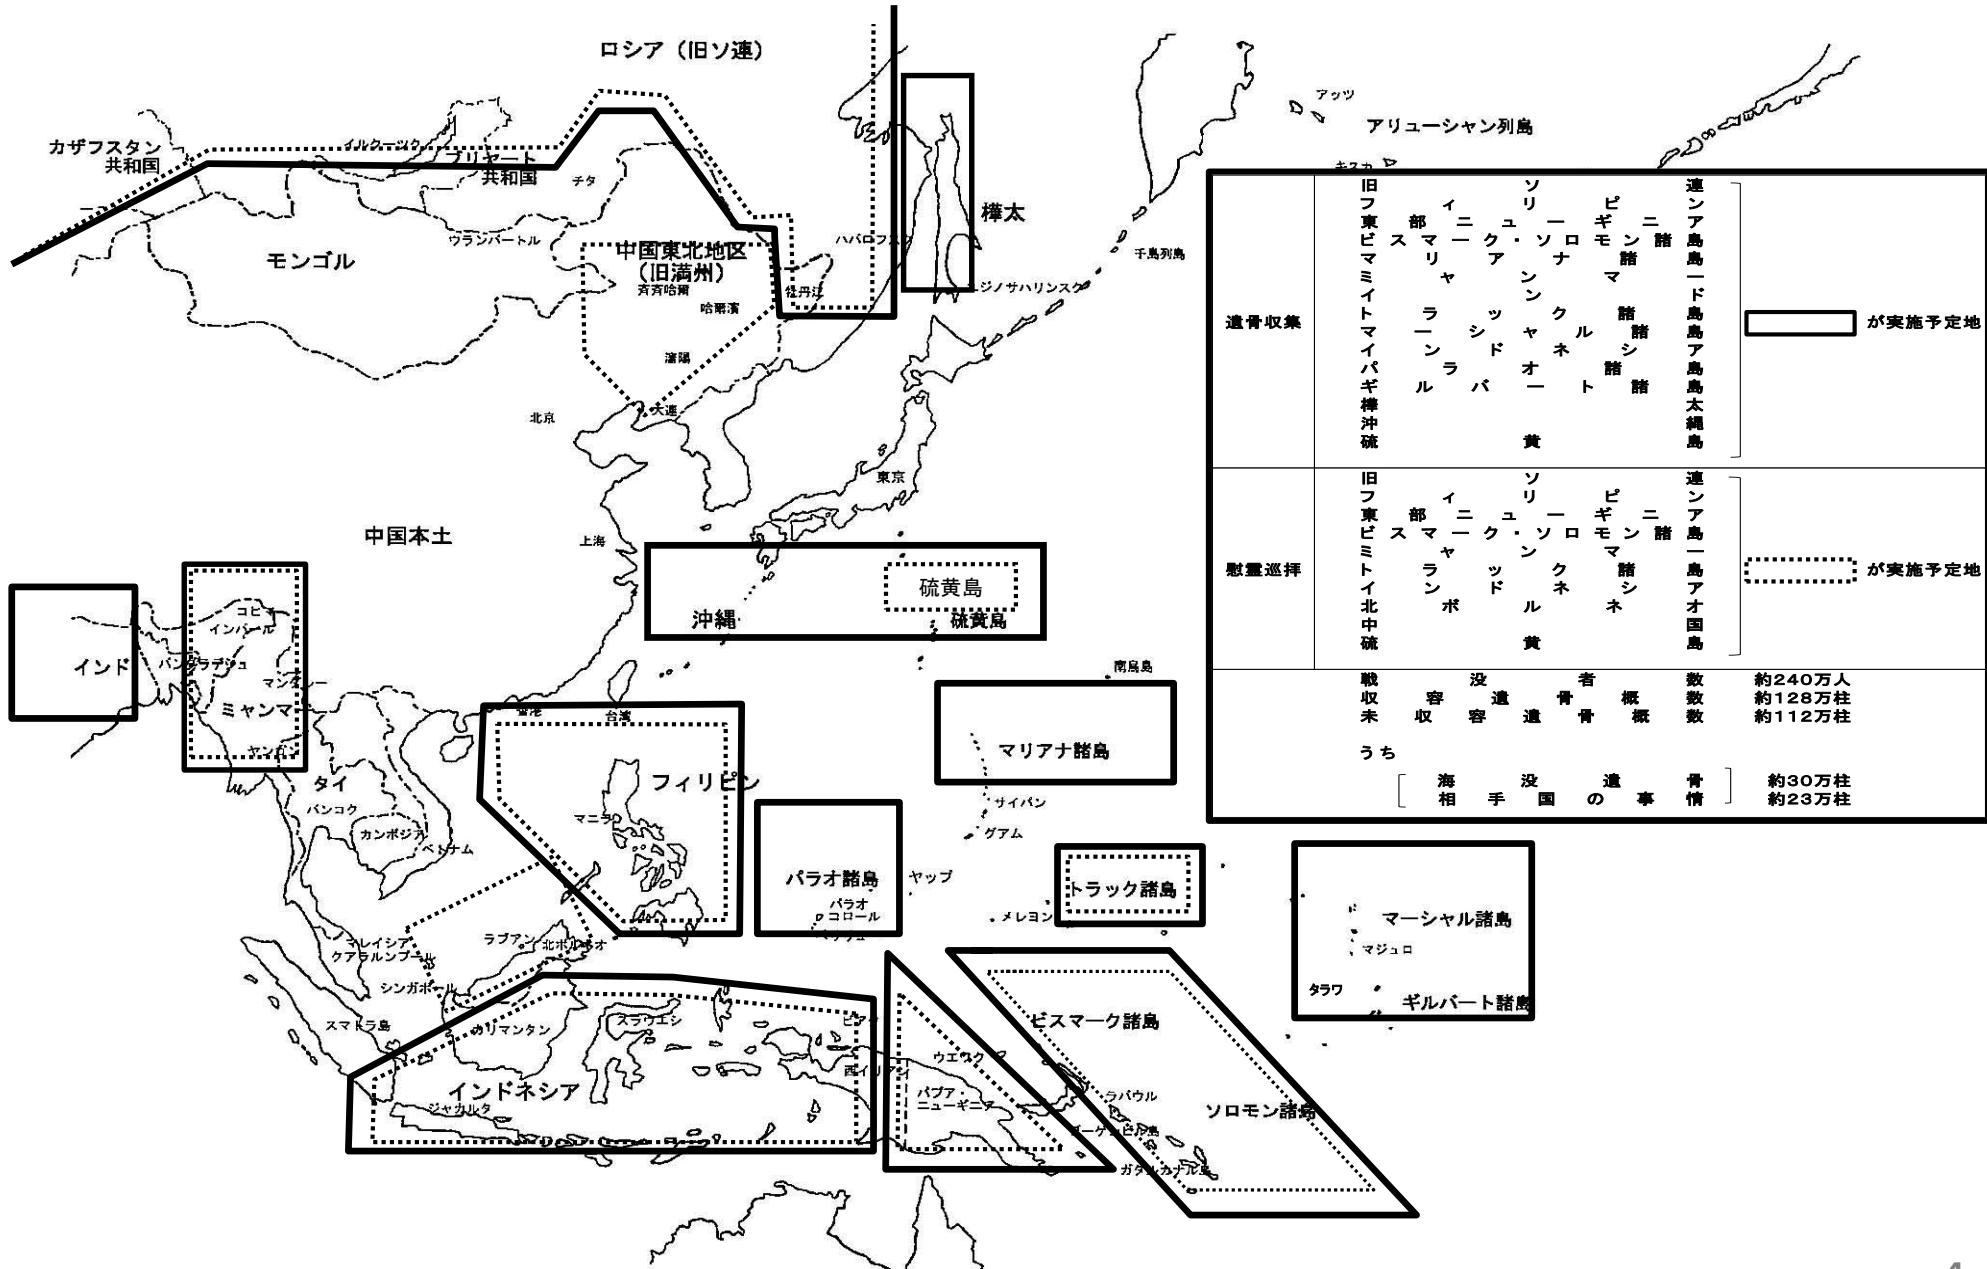 ロシア（旧ソ連）
アッツ
アリューシャン列島
カザフスタン
共和国
イルクーツク
ブリヤート
共和国
チタ
キスカ
樺太
ウランバートル
ハバロフスク
モンゴル
中国東北地区
（旧満州）
斉斉哈爾
牡丹江
哈爾濱
ユジノサハリンスク
千島列島
瀋陽
大連
北京
東京
中国本土
上海
硫黄島
沖縄
硫黄島
コヒマ
インパール
インド
バングラデシュ
マンダレー
ミャンマー
ヤンゴン
南鳥島
香港
台湾
マリアナ諸島
タイ
バンコク
フィリピン
サイパン
マニラ
グアム
カンボジア
ベトナム
パラオ諸島
ヤップ
トラック諸島
パラオ
コロール
ペリリュー
メレヨン
マーシャル諸島
マジュロ
マレイシア
クアラルンプール
ラブアン
北ボルネオ
シンガポール
タラワ
ギルバート諸島
スマトラ島
カリマンタン
スラウェシ
ビアク
ビスマーク諸島
西イリアン
ウエワク
インドネシア
ジャカルタ
パプア・
ニューギニア
ラバウル
ソロモン諸島
ブーゲンビル島
ガダルカナル島
遺骨収集
旧ソ連
フィリピン
東部ニューギニア
ビスマーク・ソロモン諸島
マリアナ諸島
ミャンマー
インド
トラック諸島
マーシャル諸島
インドネシア
パラオ諸島
ギルバート諸島
樺太
沖縄
硫黄島
が実施予定地
慰霊巡拝
旧ソ連
フィリピン
東部ニューギニア
ビスマーク・ソロモン諸島
ミャンマー
トラック諸島
インドネシア
北ボルネオ
中国
硫黄島
が実施予定地
戦没者数 約240万人
収容遺骨概数 約128万柱
未収容遺骨概数 約112万柱
うち
海没遺骨 約30万柱
相手国の事情 約23万柱